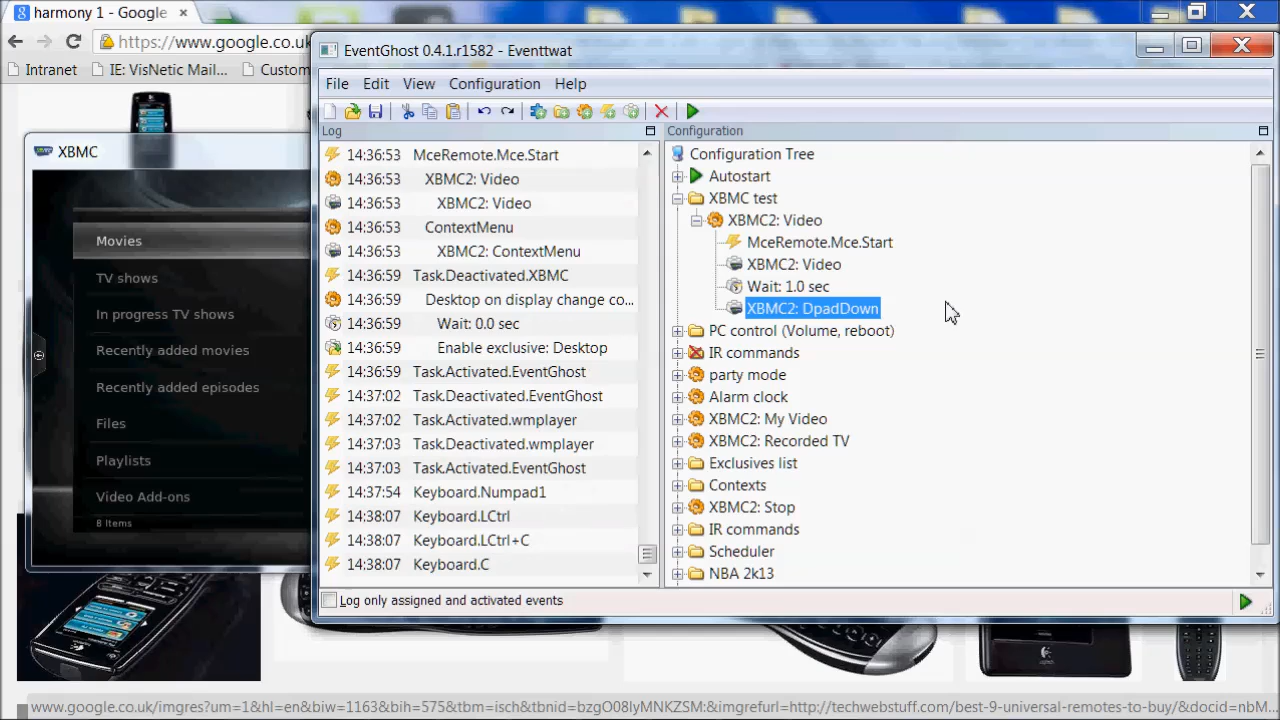 harmony 1 - Google
https://www.google.co.uk
Intranet
IE: VisNetic Mail...
Custom
XBMC
Movies
TV shows
In progress TV shows
Recently added movies
Recently added episodes
Files
Playlists
Video Add-ons
8 Items
EventGhost 0.4.1.r1582 - Eventtwat
File Edit View Configuration Help
Log
14:36:53 MceRemote.Mce.Start
14:36:53 XBMC2: Video
14:36:53 XBMC2: Video
14:36:53 ContextMenu
14:36:53 XBMC2: ContextMenu
14:36:59 Task.Deactivated.XBMC
14:36:59 Desktop on display change co...
14:36:59 Wait: 0.0 sec
14:36:59 Enable exclusive: Desktop
14:36:59 Task.Activated.EventGhost
14:37:02 Task.Deactivated.EventGhost
14:37:02 Task.Activated.wmplayer
14:37:03 Task.Deactivated.wmplayer
14:37:03 Task.Activated.EventGhost
14:37:54 Keyboard.Numpad1
14:38:07 Keyboard.LCtrl
14:38:07 Keyboard.LCtrl+C
14:38:07 Keyboard.C
Configuration
Configuration Tree
Autostart
XBMC test
XBMC2: Video
MceRemote.Mce.Start
XBMC2: Video
Wait: 1.0 sec
XBMC2: DpadDown
PC control (Volume, reboot)
IR commands
party mode
Alarm clock
XBMC2: My Video
XBMC2: Recorded TV
Exclusives list
Contexts
XBMC2: Stop
IR commands
Scheduler
NBA 2k13
Log only assigned and activated events
www.google.co.uk/imgres?um=1&hl=en&biw=1163&bih=575&tbm=isch&tbnid=bzgO08lyMNKZSM:&imgrefurl=http://techwebstuff.com/best-9-universal-remotes-to-buy/&docid=nbM...